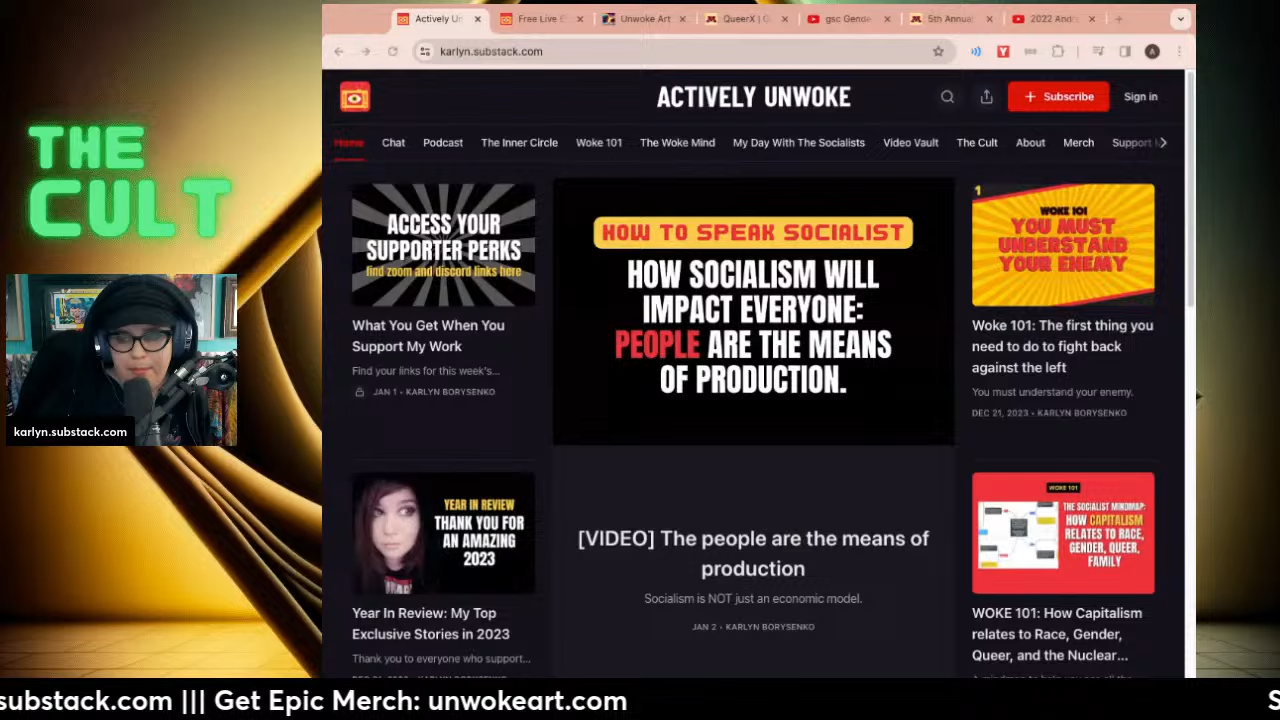 THE
CULT
karlyn.substack.com
Actively Un
Free Live E
Unwoke Art
QueerX | Q
gsc Gende
5th Annua
2022 And
karlyn.substack.com
ACTIVELY UNWOKE
Subscribe
Sign in
Home
Chat
Podcast
The Inner Circle
Woke 101
The Woke Mind
My Day With The Socialists
Video Vault
The Cult
About
Merch
Support
ACCESS YOUR
SUPPORTER PERKS
find zoom and discord links here
What You Get When You
Support My Work
Find your links for this week's...
JAN 1 • KARLYN BORYSENKO
YEAR IN REVIEW
THANK YOU FOR
AN AMAZING
2023
Year In Review: My Top
Exclusive Stories in 2023
Thank you to everyone who support...
HOW TO SPEAK SOCIALIST
HOW SOCIALISM WILL
IMPACT EVERYONE:
PEOPLE ARE THE MEANS
OF PRODUCTION.
[VIDEO] The people are the means of
production
Socialism is NOT just an economic model.
JAN 2 • KARLYN BORYSENKO
1
WOKE 101
YOU MUST
UNDERSTAND
YOUR ENEMY
Woke 101: The first thing you
need to do to fight back
against the left
You must understand your enemy.
DEC 21, 2023 • KARLYN BORYSENKO
WOKE 101
THE SOCIALIST MINDMAP:
HOW CAPITALISM
RELATES TO RACE,
GENDER, QUEER,
FAMILY
WOKE 101: How Capitalism
relates to Race, Gender,
Queer, and the Nuclear...
substack.com ||| Get Epic Merch: unwokeart.com
S